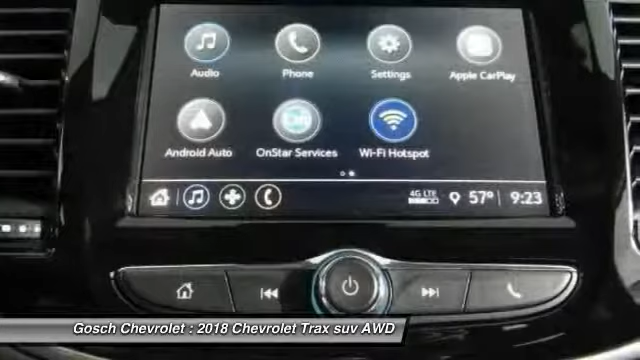 Audio
Phone
Settings
Apple CarPlay
Android Auto
OnStar Services
Wi-Fi Hotspot
4G LTE
57°
9:23
Gosch Chevrolet : 2018 Chevrolet Trax suv AWD